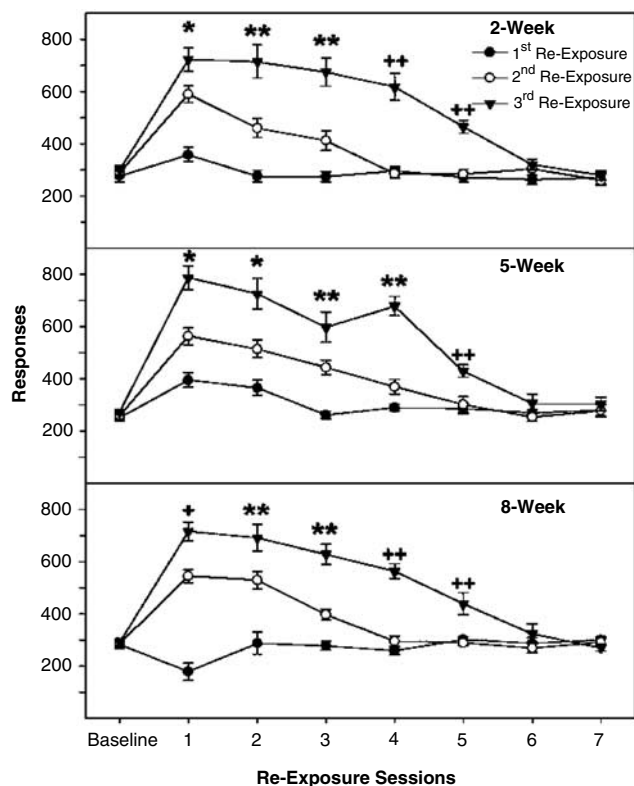 2-Week
800
600
400
200
* ** ** ++ ++
1st Re-Exposure
2nd Re-Exposure
3rd Re-Exposure
5-Week
800
600
400
200
* * ** ** ++
Responses
8-Week
800
600
400
200
+ ** ** ++ ++
Baseline 1 2 3 4 5 6 7
Re-Exposure Sessions